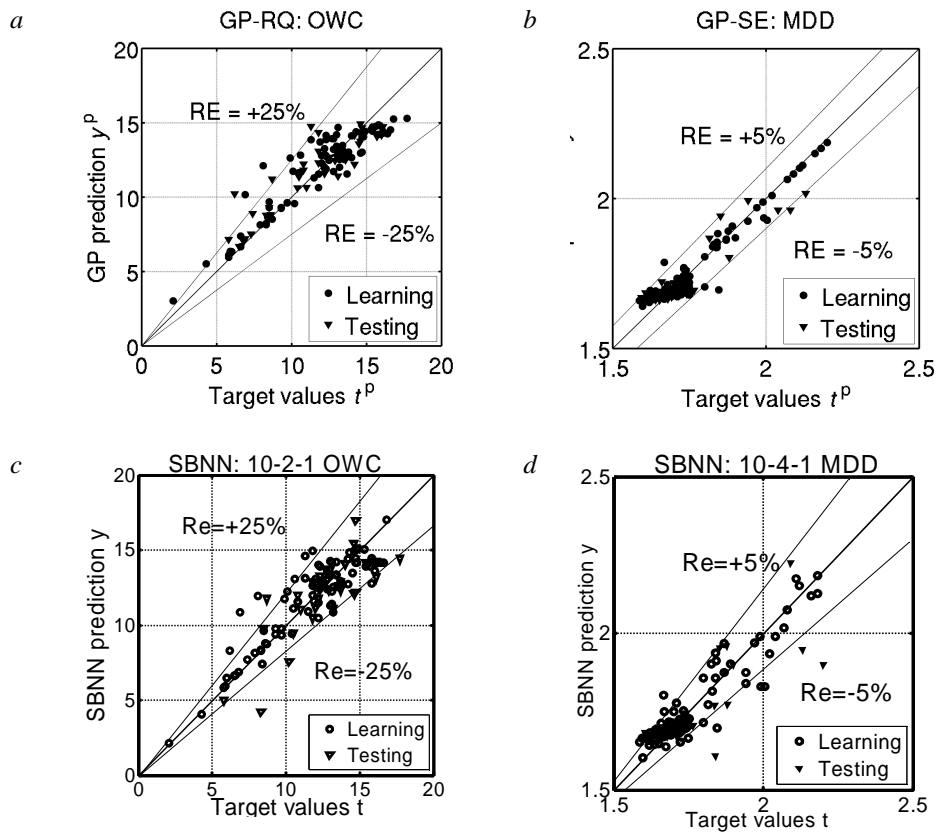 a
GP-RQ: OWC
20
15
10
5
0
GP prediction y^p
RE = +25%
RE = -25%
Learning
Testing
0 5 10 15 20
Target values t^p
b
GP-SE: MDD
2.5
2
1.5
RE = +5%
RE = -5%
Learning
Testing
1.5 2 2.5
Target values t^p
c
SBNN: 10-2-1 OWC
20
15
10
5
0
SBNN prediction y
Re=+25%
Re=-25%
Learning
Testing
0 5 10 15 20
Target values t
d
SBNN: 10-4-1 MDD
2.5
2
1.5
SBNN prediction y
Re=+5%
Re=-5%
Learning
Testing
1.5 2 2.5
Target values t